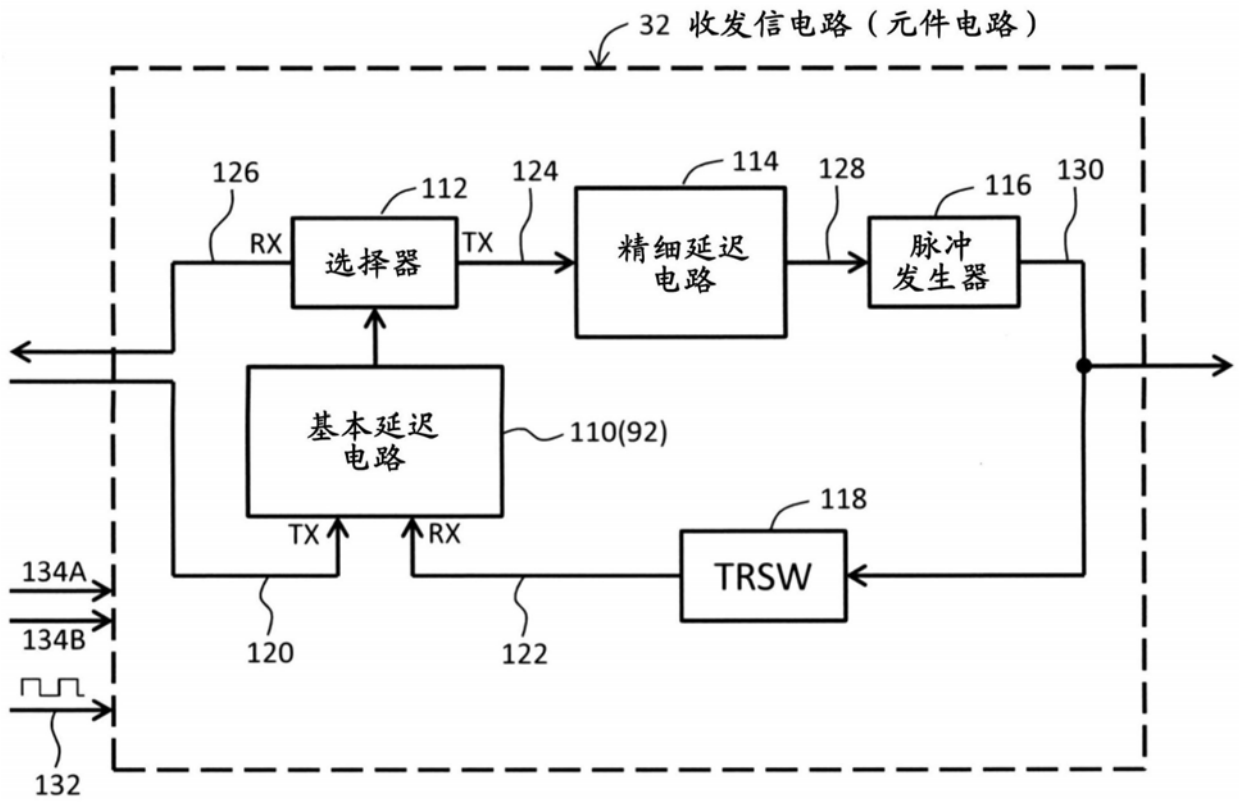 32 收发信电路（元件电路）
126
112
124
114
128
116
130
RX
选择器
TX
精细延迟
电路
脉冲
发生器
基本延迟
电路
110(92)
TX
RX
118
TRSW
134A
134B
120
122
132